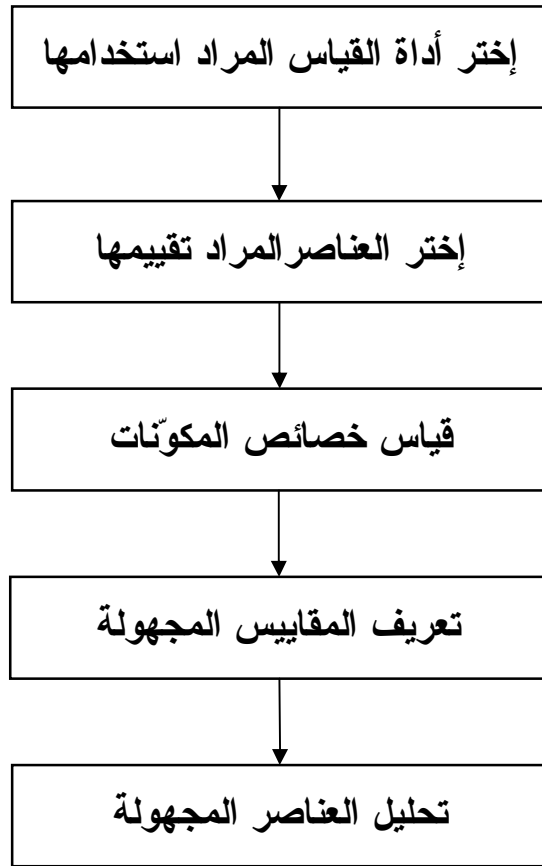 إختر أداة القياس المراد استخدامها
إختر العناصرالمراد تقييمها
قياس خصائص المكوّنات
تعريف المقاييس المجهولة
تحليل العناصر المجهولة